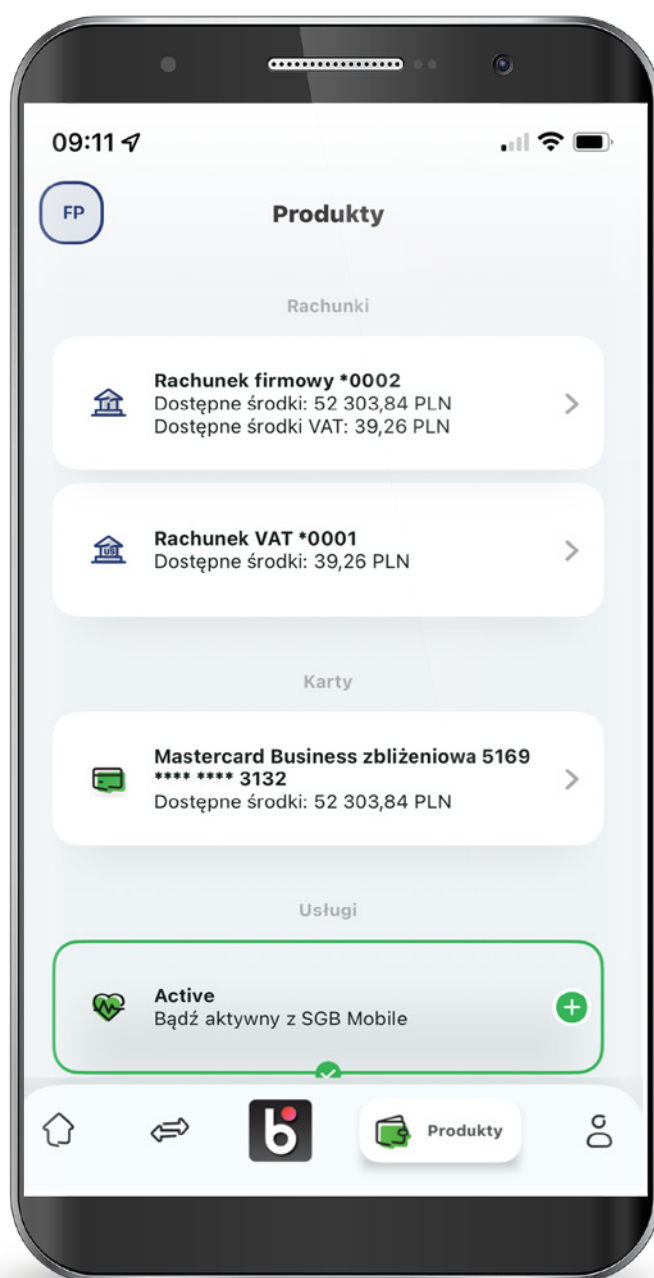 09:11
FP
Produkty
Rachunki
Rachunek firmowy *0002
Dostępne środki: 52 303,84 PLN
Dostępne środki VAT: 39,26 PLN
Rachunek VAT *0001
Dostępne środki: 39,26 PLN
Karty
Mastercard Business zbliżeniowa 5169
**** **** 3132
Dostępne środki: 52 303,84 PLN
Usługi
Active
Bądź aktywny z SGB Mobile
b
Produkty